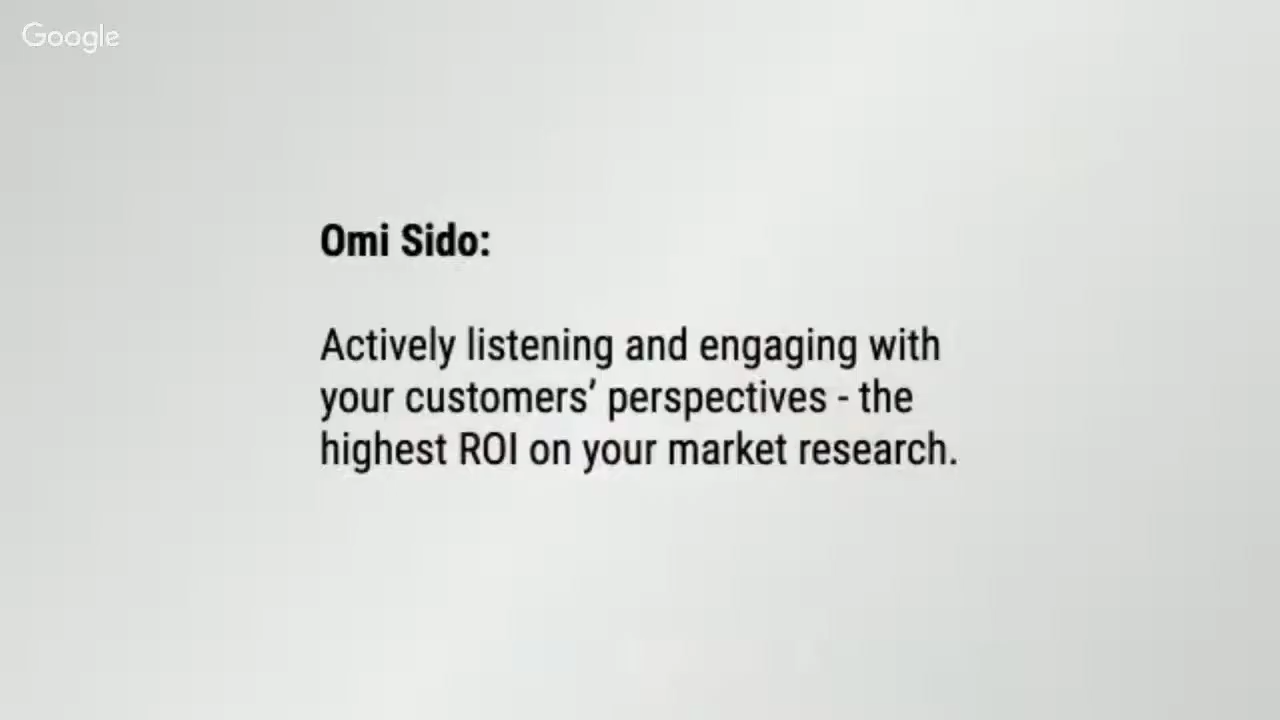 Google
Omi Sido:
Actively listening and engaging with
your customers’ perspectives - the
highest ROI on your market research.